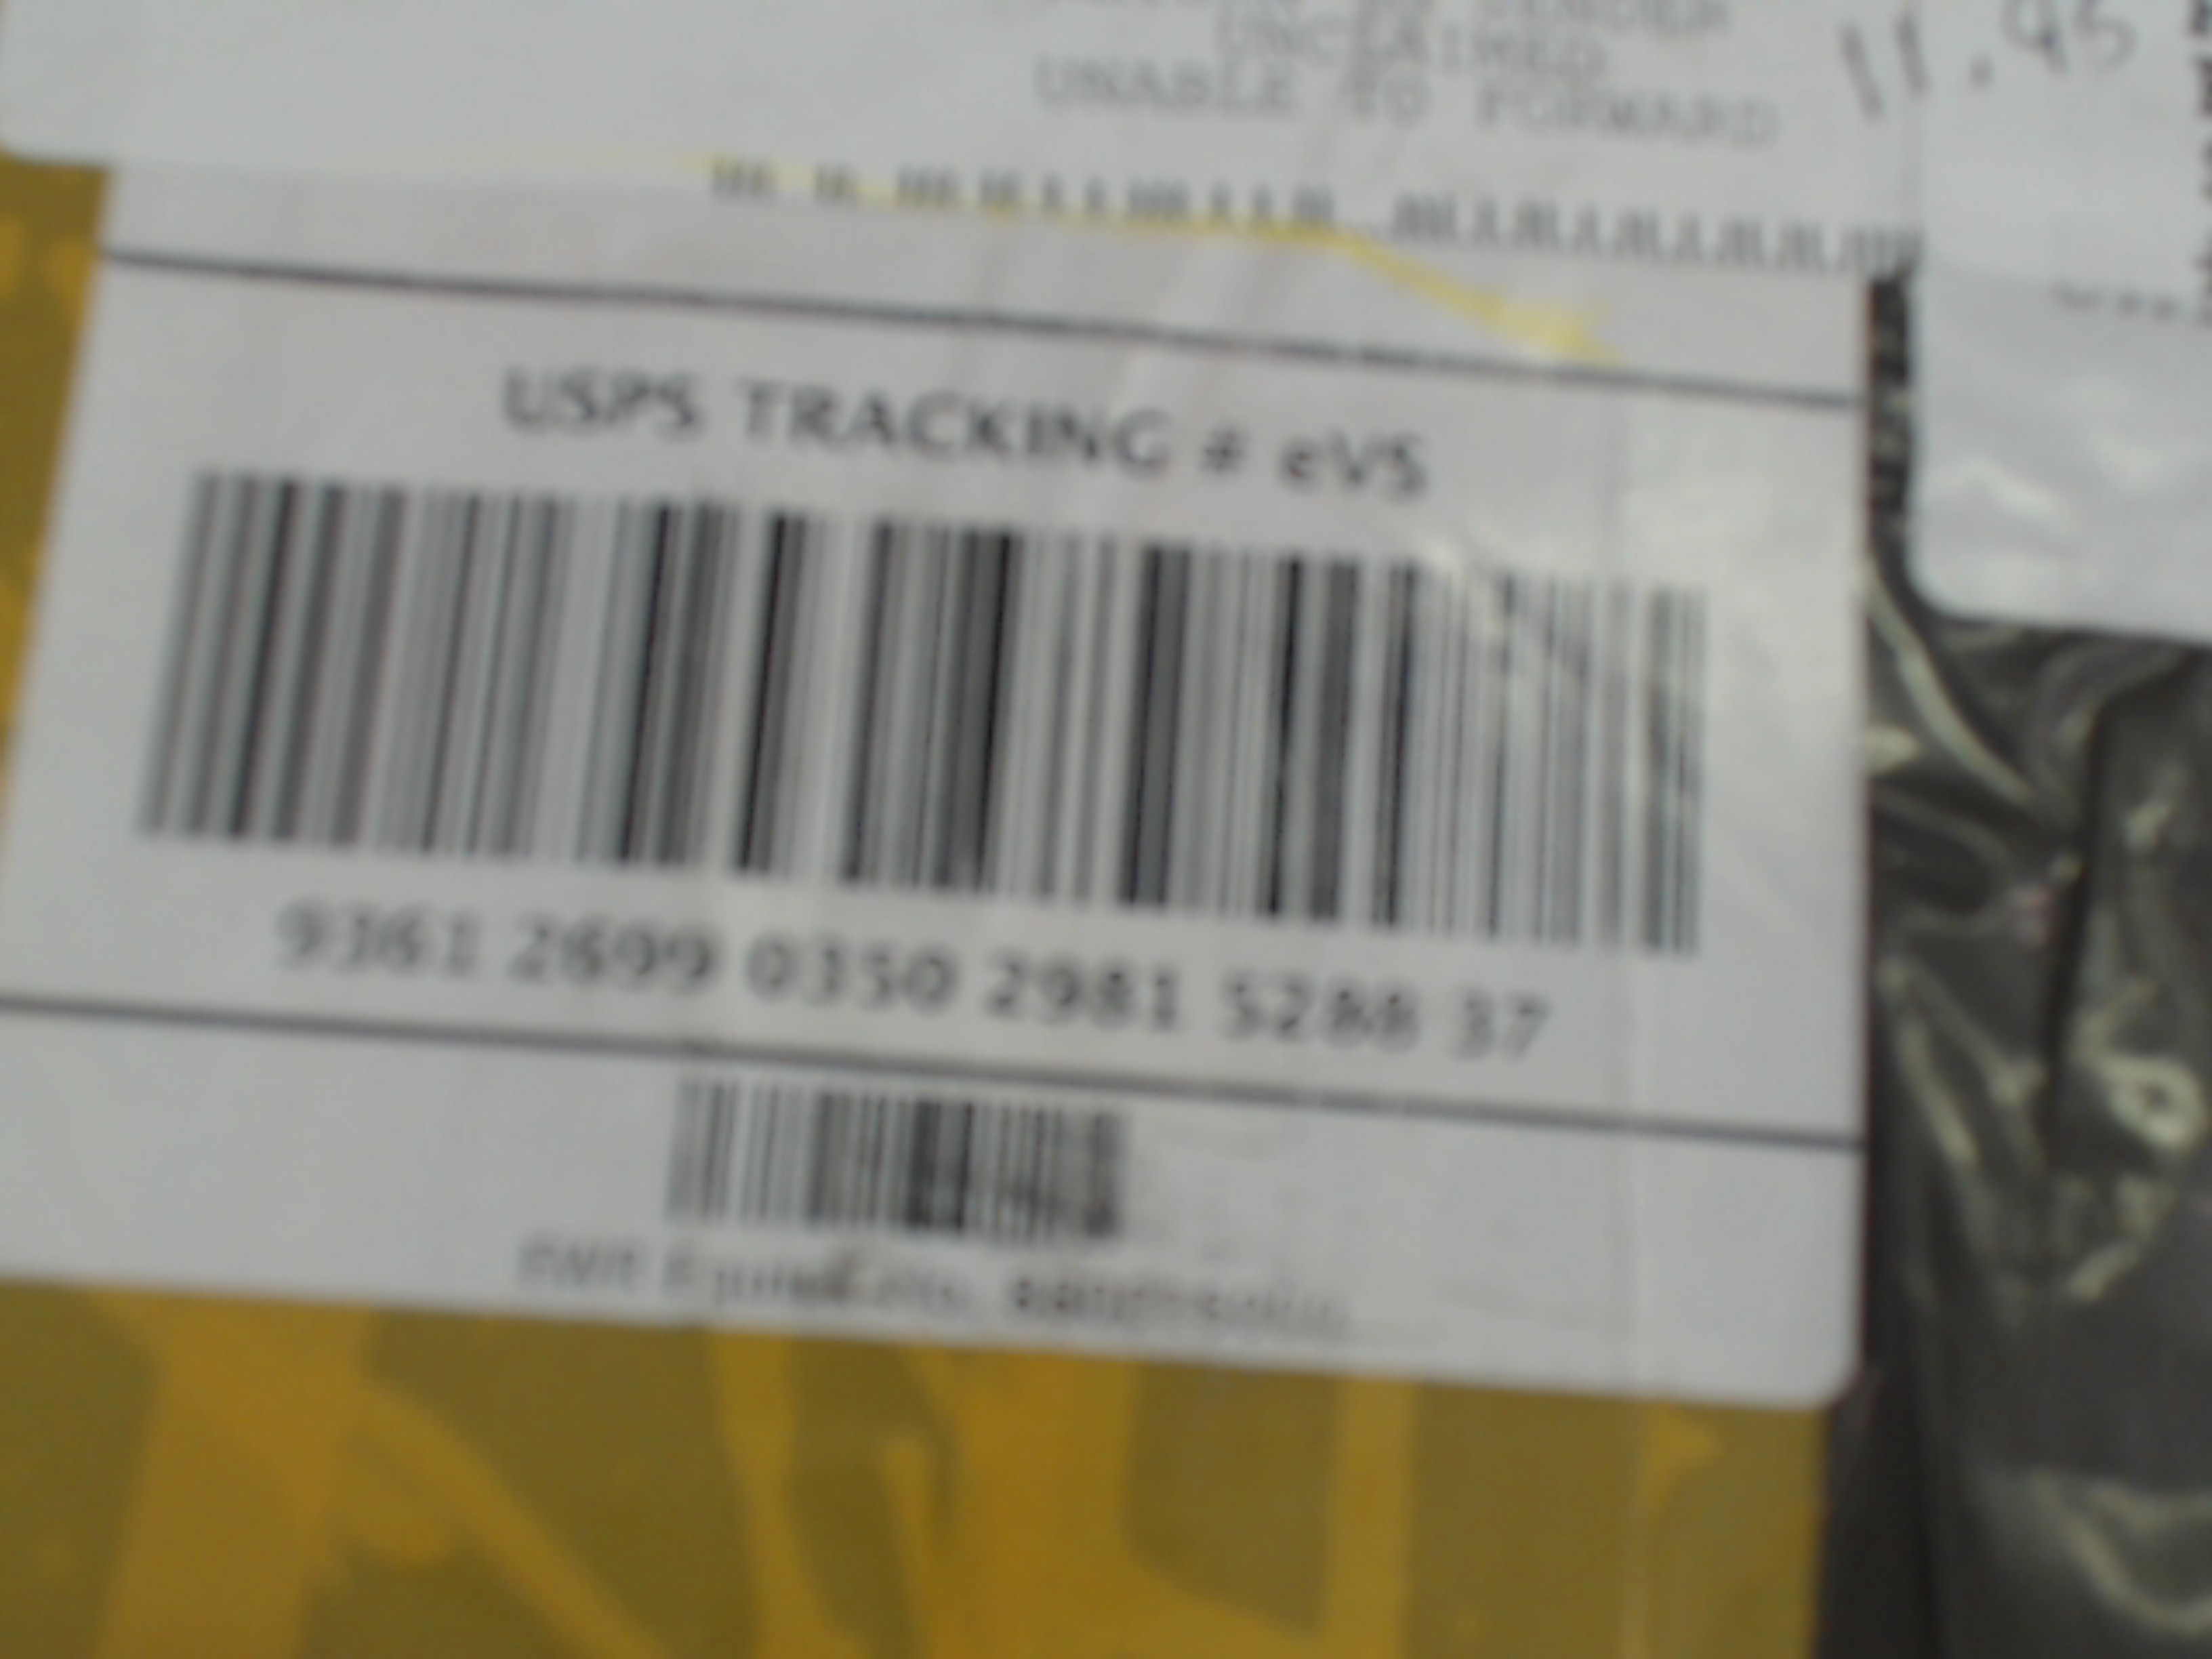 UNCLAIMED
UNABLE TO FORWARD
11.95
USPS TRACKING # eVS
9361 2699 0350 2981 5288 37